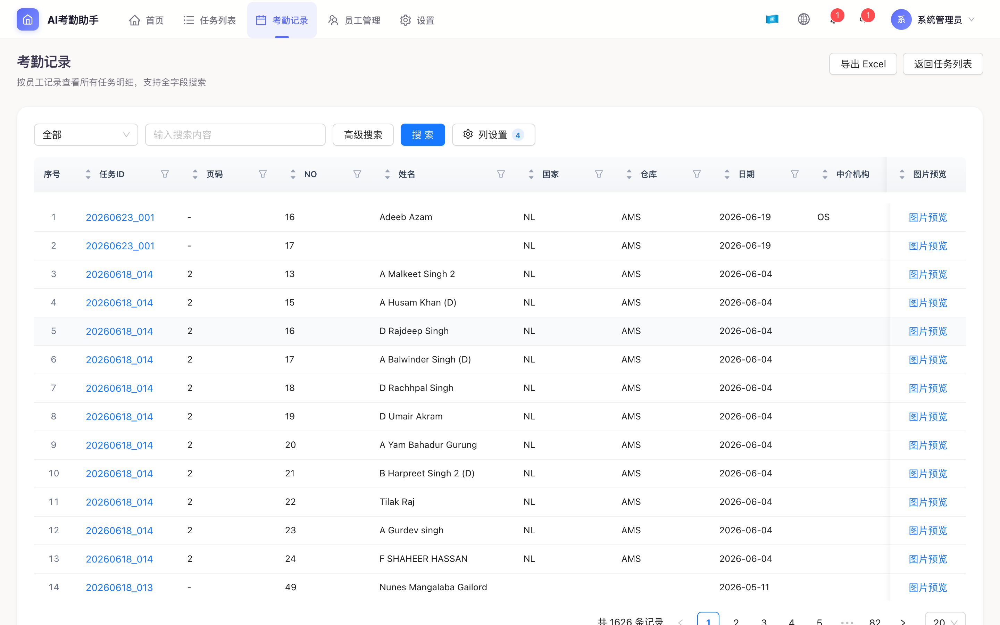 AI考勤助手 首页 任务列表 考勤记录 员工管理 设置 1 1 系 系统管理员
考勤记录
导出 Excel 返回任务列表
按员工记录查看所有任务明细，支持全字段搜索
全部 输入搜索内容 高级搜索 搜 索 列设置 4
序号 任务ID 页码 NO 姓名 国家 仓库 日期 中介机构 图片预览
1 20260623_001 - 16 Adeeb Azam NL AMS 2026-06-19 OS 图片预览
2 20260623_001 - 17 NL AMS 2026-06-19 图片预览
3 20260618_014 2 13 A Malkeet Singh 2 NL AMS 2026-06-04 图片预览
4 20260618_014 2 15 A Husam Khan (D) NL AMS 2026-06-04 图片预览
5 20260618_014 2 16 D Rajdeep Singh NL AMS 2026-06-04 图片预览
6 20260618_014 2 17 A Balwinder Singh (D) NL AMS 2026-06-04 图片预览
7 20260618_014 2 18 D Rachhpal Singh NL AMS 2026-06-04 图片预览
8 20260618_014 2 19 D Umair Akram NL AMS 2026-06-04 图片预览
9 20260618_014 2 20 A Yam Bahadur Gurung NL AMS 2026-06-04 图片预览
10 20260618_014 2 21 B Harpreet Singh 2 (D) NL AMS 2026-06-04 图片预览
11 20260618_014 2 22 Tilak Raj NL AMS 2026-06-04 图片预览
12 20260618_014 2 23 A Gurdev singh NL AMS 2026-06-04 图片预览
13 20260618_014 2 24 F SHAHEER HASSAN NL AMS 2026-06-04 图片预览
14 20260618_013 - 49 Nunes Mangalaba Gailord 2026-05-11 图片预览
共 1626 条记录 1 2 3 4 5 ••• 82 20